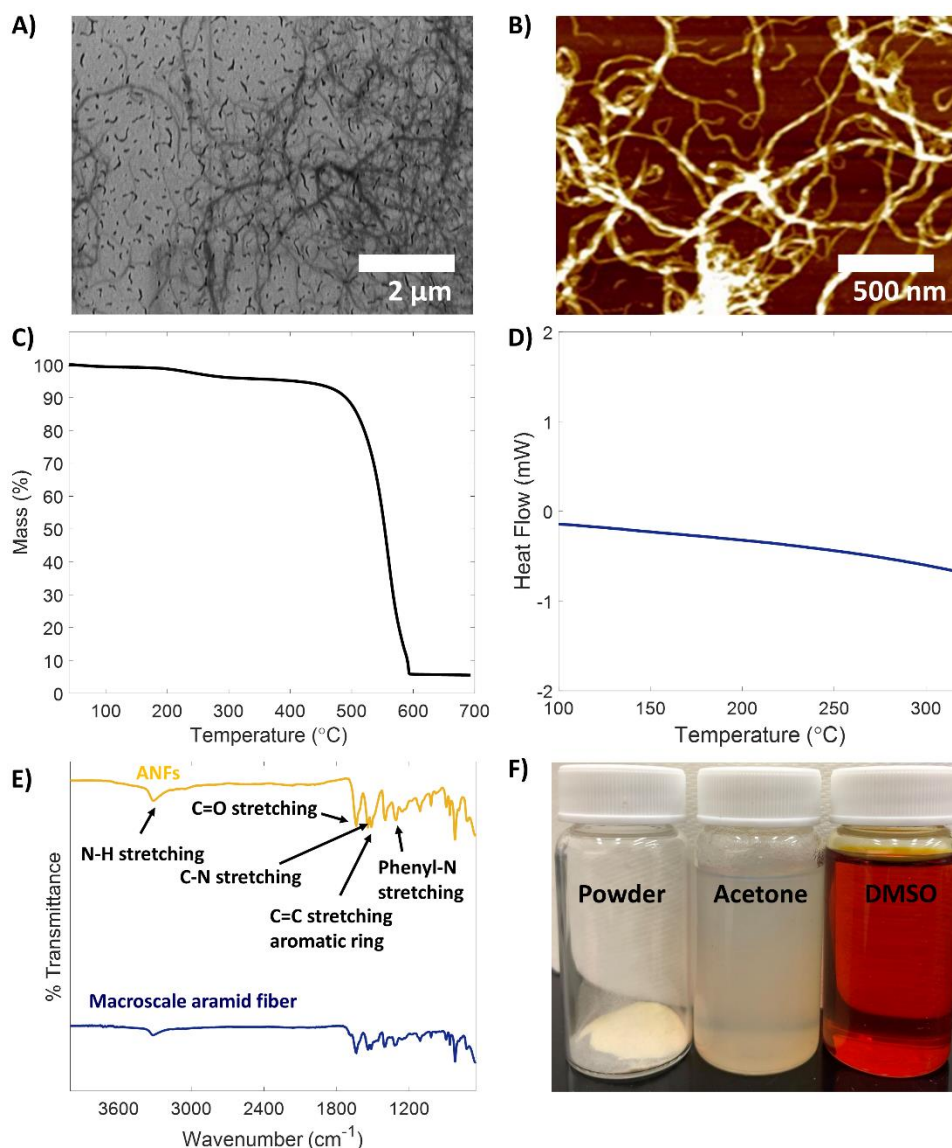 A)
2 μm
B)
500 nm
C)
100
90
80
70
60
50
40
30
20
10
0
Mass (%)
100 200 300 400 500 600 700
Temperature (°C)
D)
2
1
0
-1
-2
Heat Flow (mW)
100 150 200 250 300
Temperature (°C)
E)
ANFs
C=O stretching
N-H stretching
C-N stretching
Phenyl-N
stretching
C=C stretching
aromatic ring
Macroscale aramid fiber
% Transmittance
3600 3000 2400 1800 1200
Wavenumber (cm⁻¹)
F)
Powder Acetone DMSO